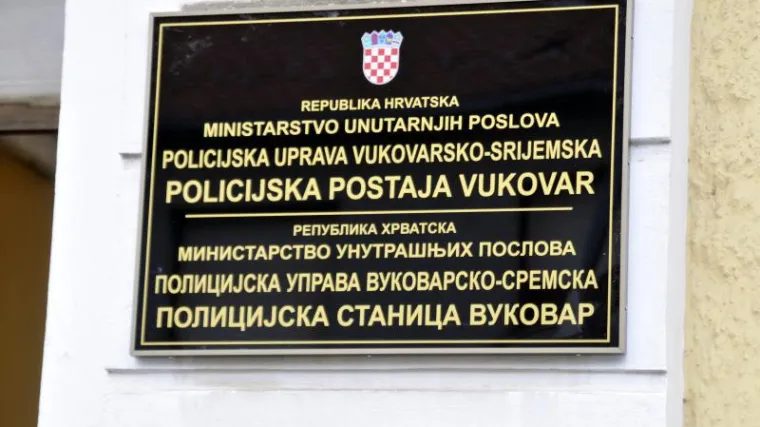 REPUBLIKA HRVATSKA
MINISTARSTVO UNUTARNJIH POSLOVA
POLICIJSKA UPRAVA VUKOVARSKO-SRIJEMSKA
POLICIJSKA POSTAJA VUKOVAR
РЕПУБЛИКА ХРВАТСКА
МИНИСТАРСТВО УНУТРАШЊИХ ПОСЛОВА
ПОЛИЦИЈСКА УПРАВА ВУКОВАРСКО-СРЕМСКА
ПОЛИЦИЈСКА СТАНИЦА ВУКОВАР